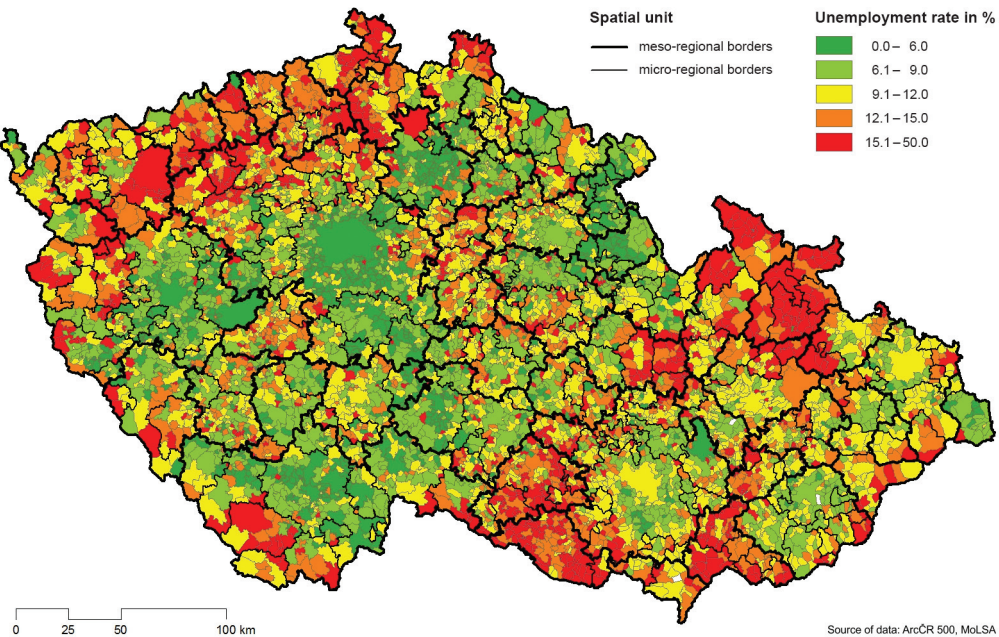 Spatial unit
meso-regional borders
micro-regional borders
Unemployment rate in %
0.0 – 6.0
6.1 – 9.0
9.1 – 12.0
12.1 – 15.0
15.1 – 50.0
0 25 50 100 km
Source of data: ArcČR 500, MoLSA